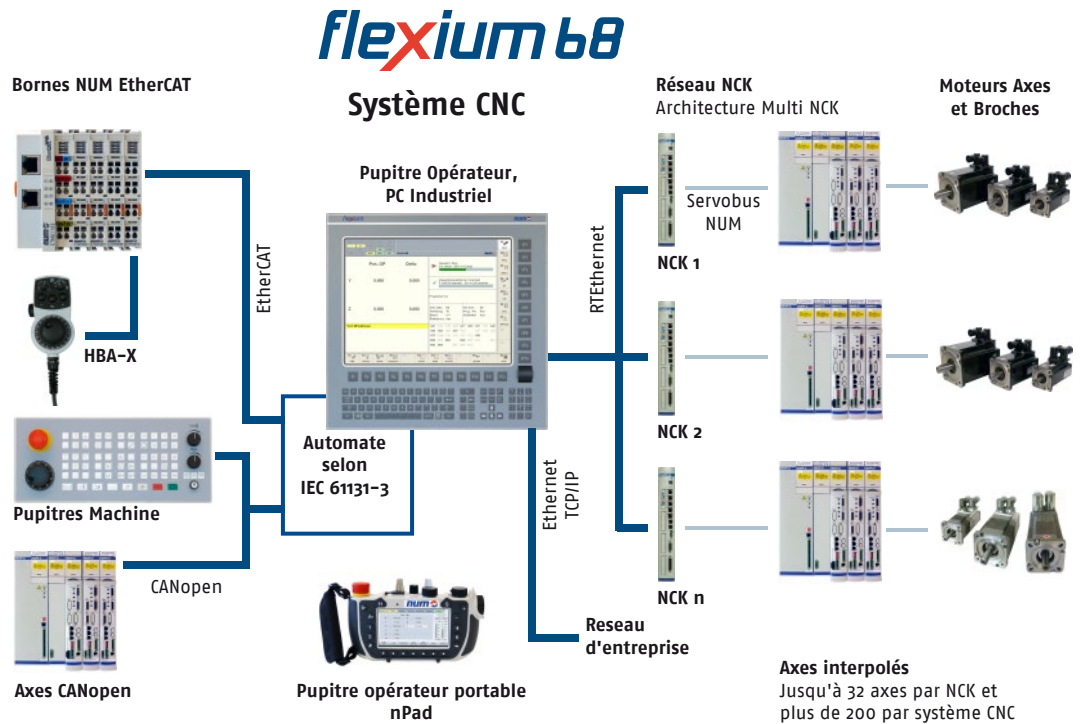 flexium 68
Système CNC
Bornes NUM EtherCAT
HBA-X
Pupitres Machine
Axes CANopen
EtherCAT
CANopen
Pupitre Opérateur,
PC Industriel
flexium
num
Automate
selon
IEC 61131-3
num
Pupitre opérateur portable
nPad
Ethernet
TCP/IP
Reseau
d'entreprise
RTEthernet
Réseau NCK
Architecture Multi NCK
Servobus
NUM
NCK 1
NCK 2
NCK n
Moteurs Axes
et Broches
Axes interpolés
Jusqu'à 32 axes par NCK et
plus de 200 par système CNC